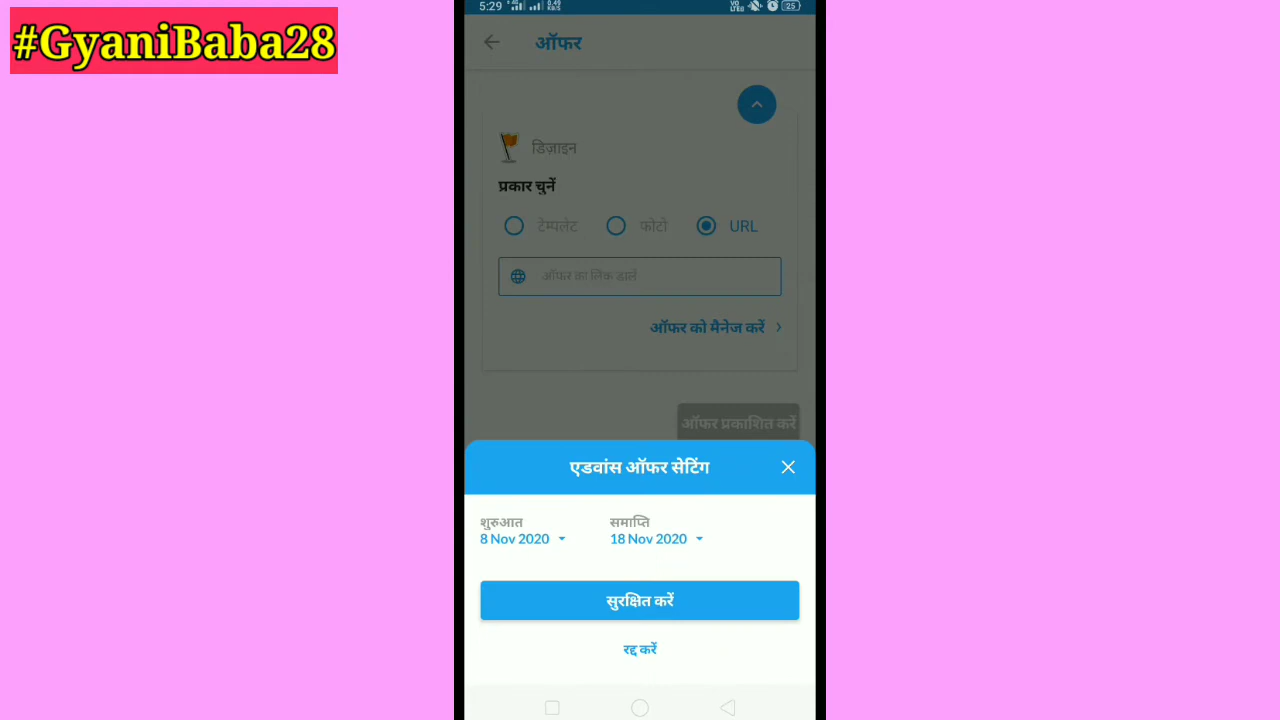 #GyaniBaba28
5:29
25
ऑफर
डिज़ाइन
प्रकार चुनें
टेम्पलेट
फोटो
URL
ऑफर का लिंक डालें
ऑफर को मैनेज करें
ऑफर प्रकाशित करें
एडवांस ऑफर सेटिंग
शुरुआत
समाप्ति
8 Nov 2020
18 Nov 2020
सुरक्षित करें
रद्द करें